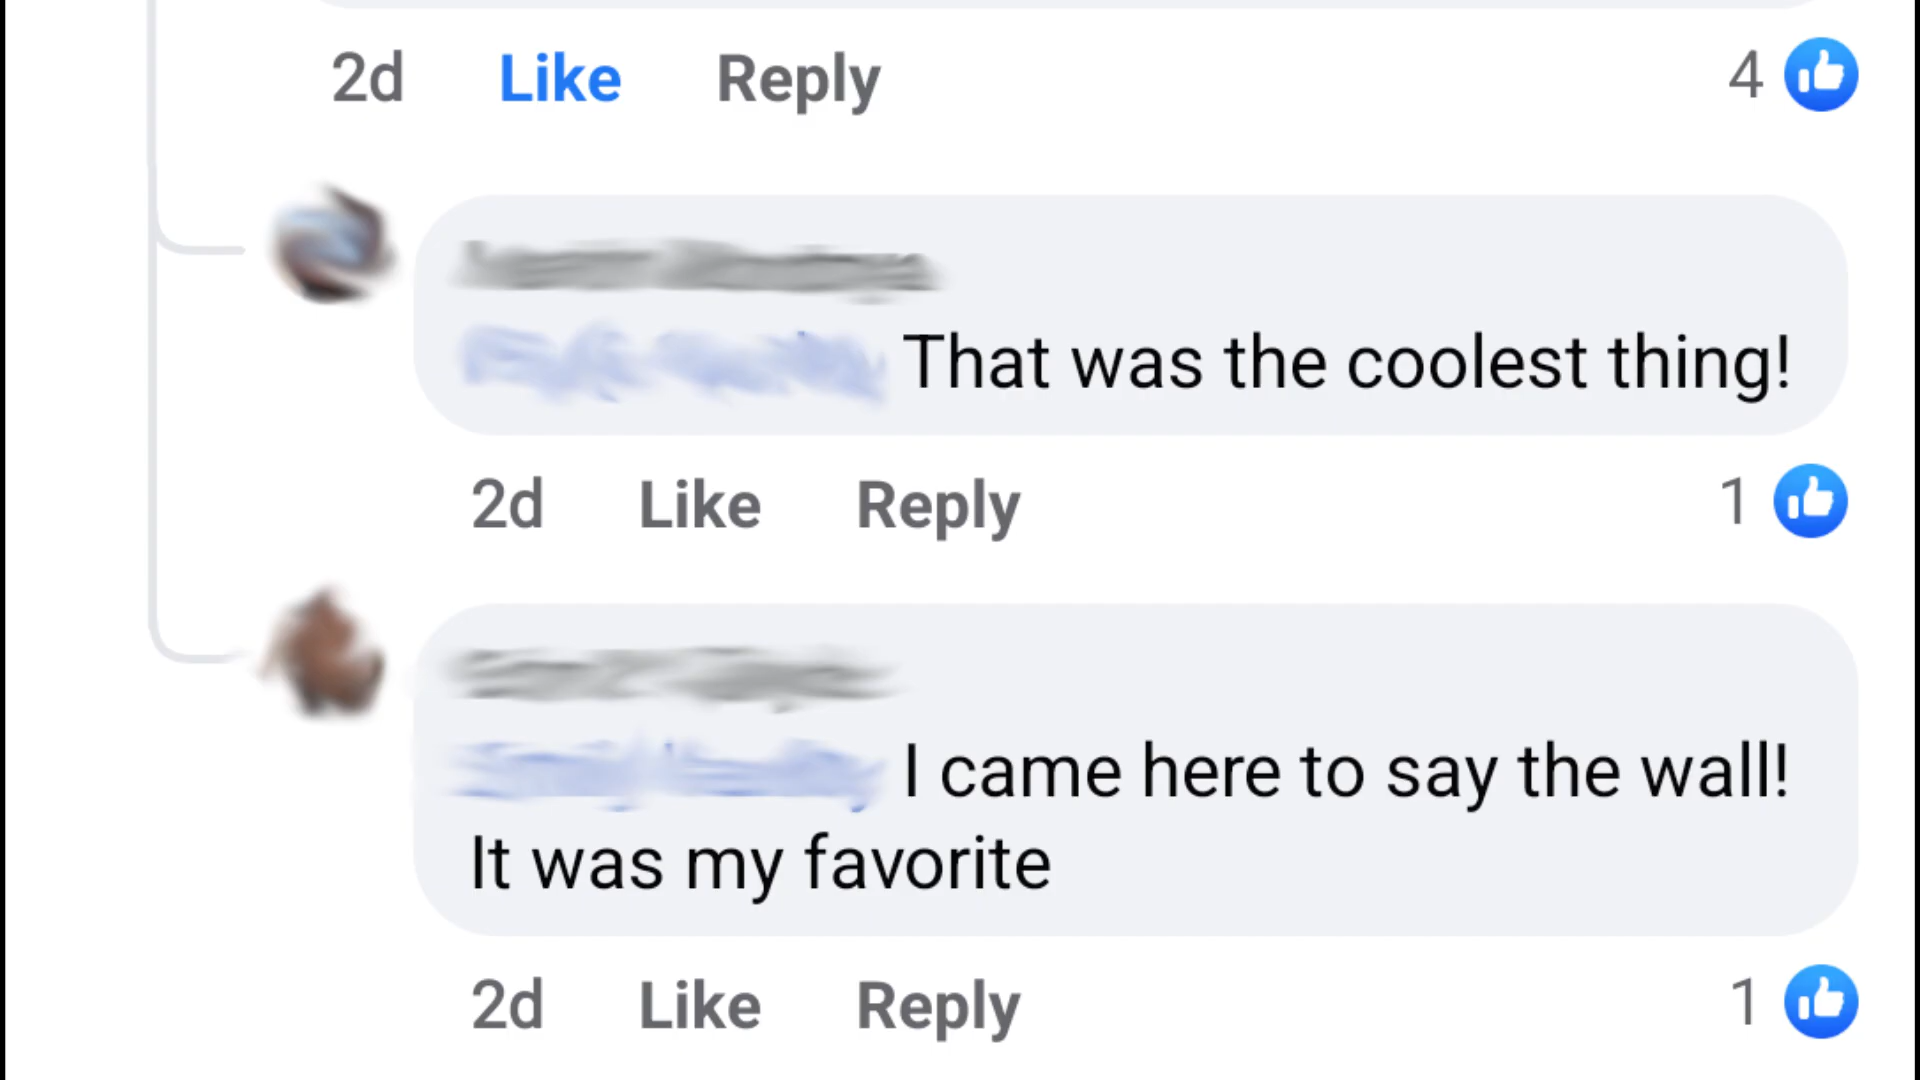 2d Like Reply 4
That was the coolest thing!
2d Like Reply 1
I came here to say the wall!
It was my favorite
2d Like Reply 1